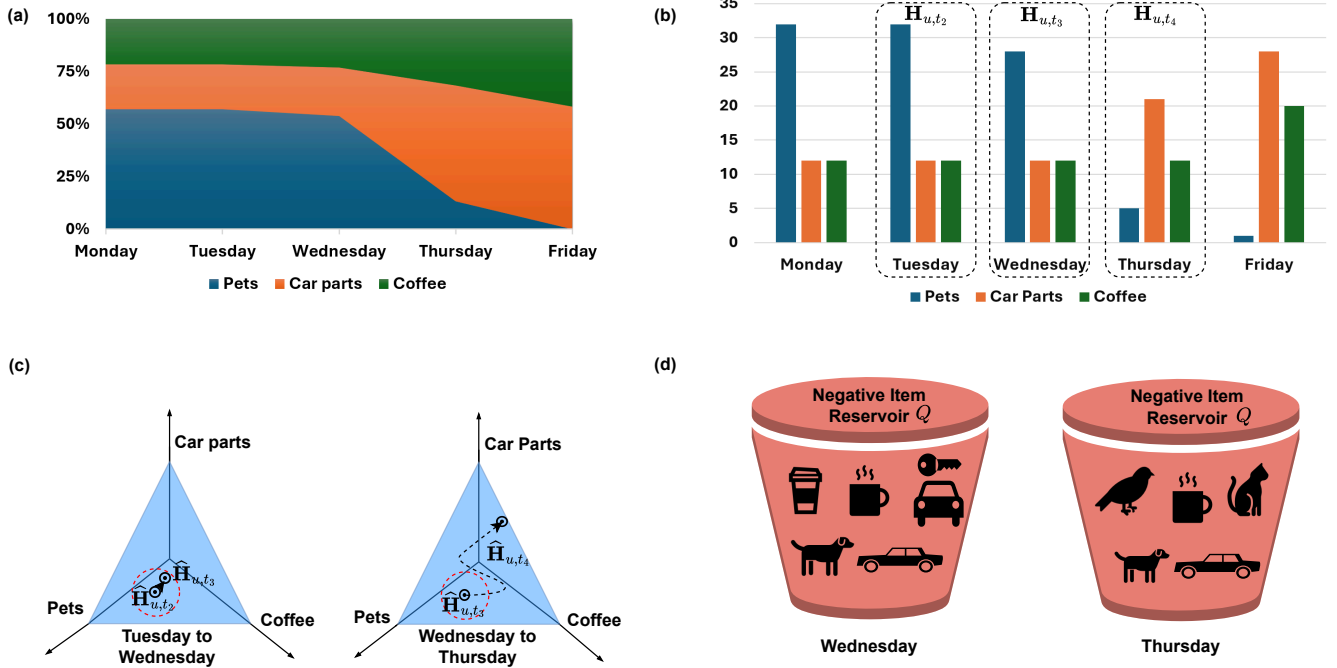 (a)
100%
75%
50%
25%
0%
Monday Tuesday Wednesday Thursday Friday
Pets Car parts Coffee
(b)
35
30
25
20
15
10
5
0
H_{u,t_2} H_{u,t_3} H_{u,t_4}
Monday Tuesday Wednesday Thursday Friday
Pets Car Parts Coffee
(c)
Car parts
Ĥ_{u,t_3}
Ĥ_{u,t_2}
Pets
Coffee
Tuesday to
Wednesday
Car Parts
Ĥ_{u,t_4}
Ĥ_{u,t_3}
Pets
Coffee
Wednesday to
Thursday
(d)
Negative Item
Reservoir Q
Wednesday
Negative Item
Reservoir Q
Thursday